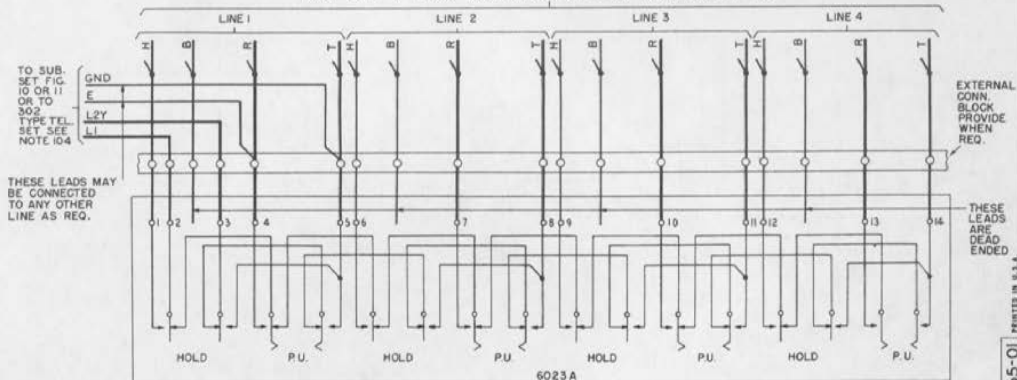 LINE 1 LINE 2 LINE 3 LINE 4
H B R T H B R T H B R T H B R T
TO SUB-
SET FIG.
10 OR 11
OR TO
302
TYPE TEL.
SET SEE
NOTE 104
GND
E
L2Y
L1
EXTERNAL
CONN.
BLOCK
PROVIDE
WHEN
REQ.
THESE LEADS MAY
BE CONNECTED
TO ANY OTHER
LINE AS REQ.
THESE
LEADS
ARE
DEAD
ENDED
1 2 3 4 5 6 7 8 9 10 11 12 13 14
HOLD P.U. HOLD P.U. HOLD P.U. HOLD P.U.
6023A
PRINTED IN U.S.A.